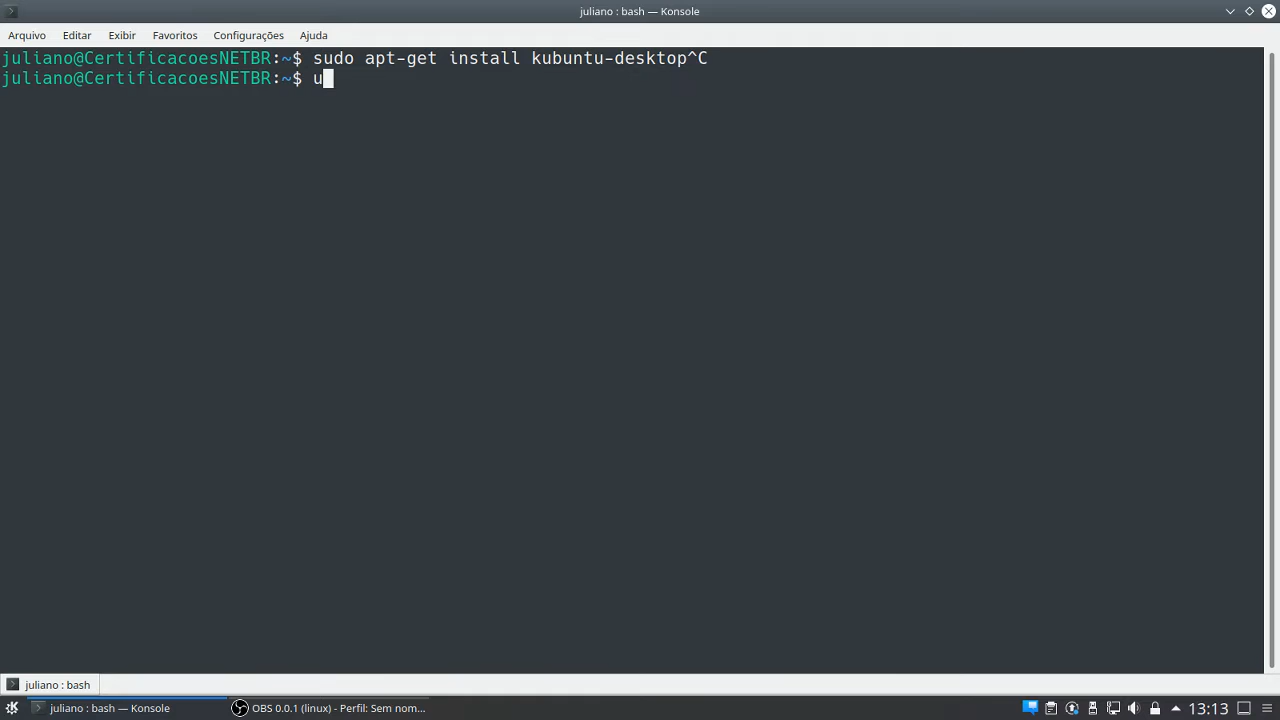 juliano : bash — Konsole
Arquivo Editar Exibir Favoritos Configurações Ajuda
juliano@CertificacoesNETBR:~$ sudo apt-get install kubuntu-desktop^C
juliano@CertificacoesNETBR:~$ u
juliano : bash
juliano : bash — Konsole OBS 0.0.1 (linux) - Perfil: Sem nom... 13:13